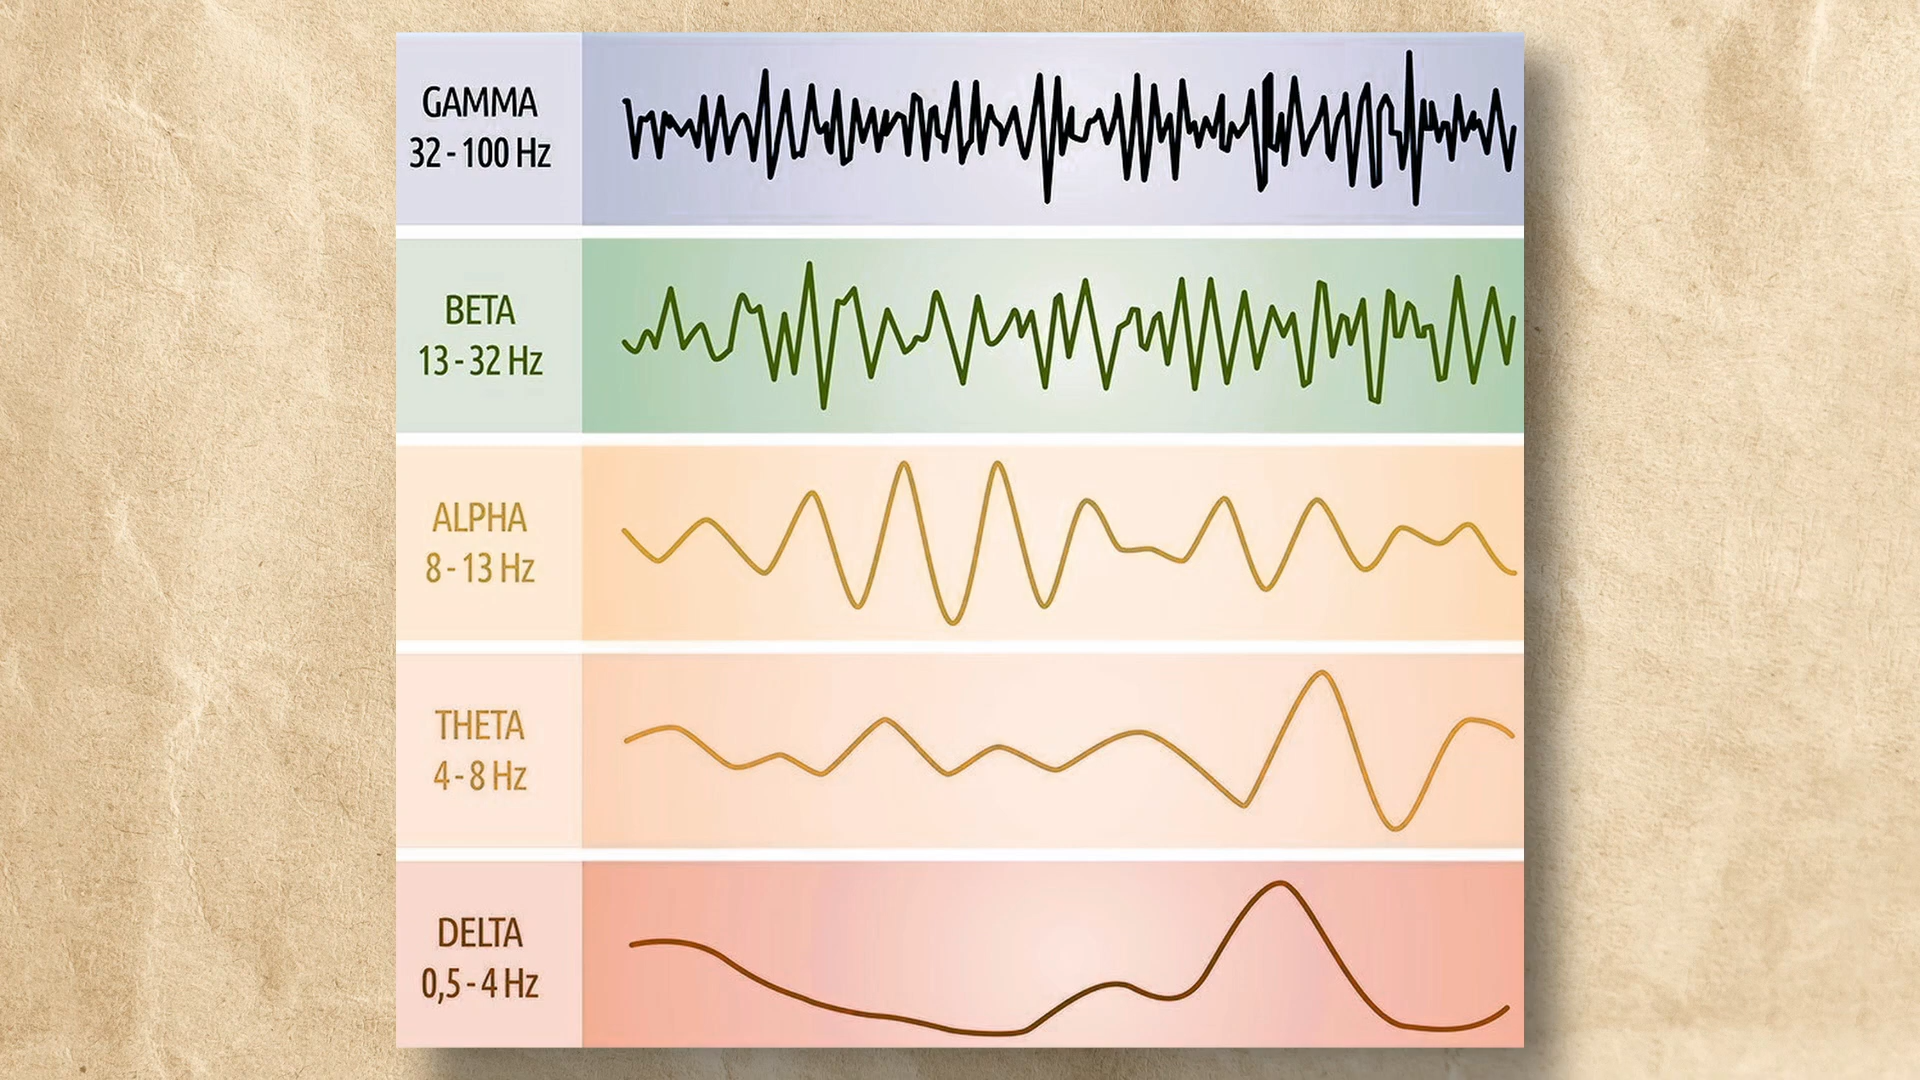 GAMMA
32 - 100 Hz
BETA
13 - 32 Hz
ALPHA
8 - 13 Hz
THETA
4 - 8 Hz
DELTA
0,5 - 4 Hz